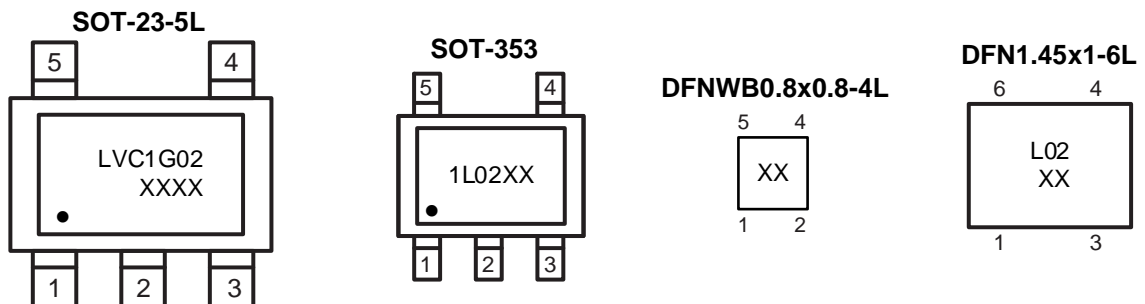 SOT-23-5L
5 4
LVC1G02
XXXX
1 2 3
SOT-353
5 4
1L02XX
1 2 3
DFNWB0.8x0.8-4L
5 4
XX
1 2
DFN1.45x1-6L
6 4
L02
XX
1 3